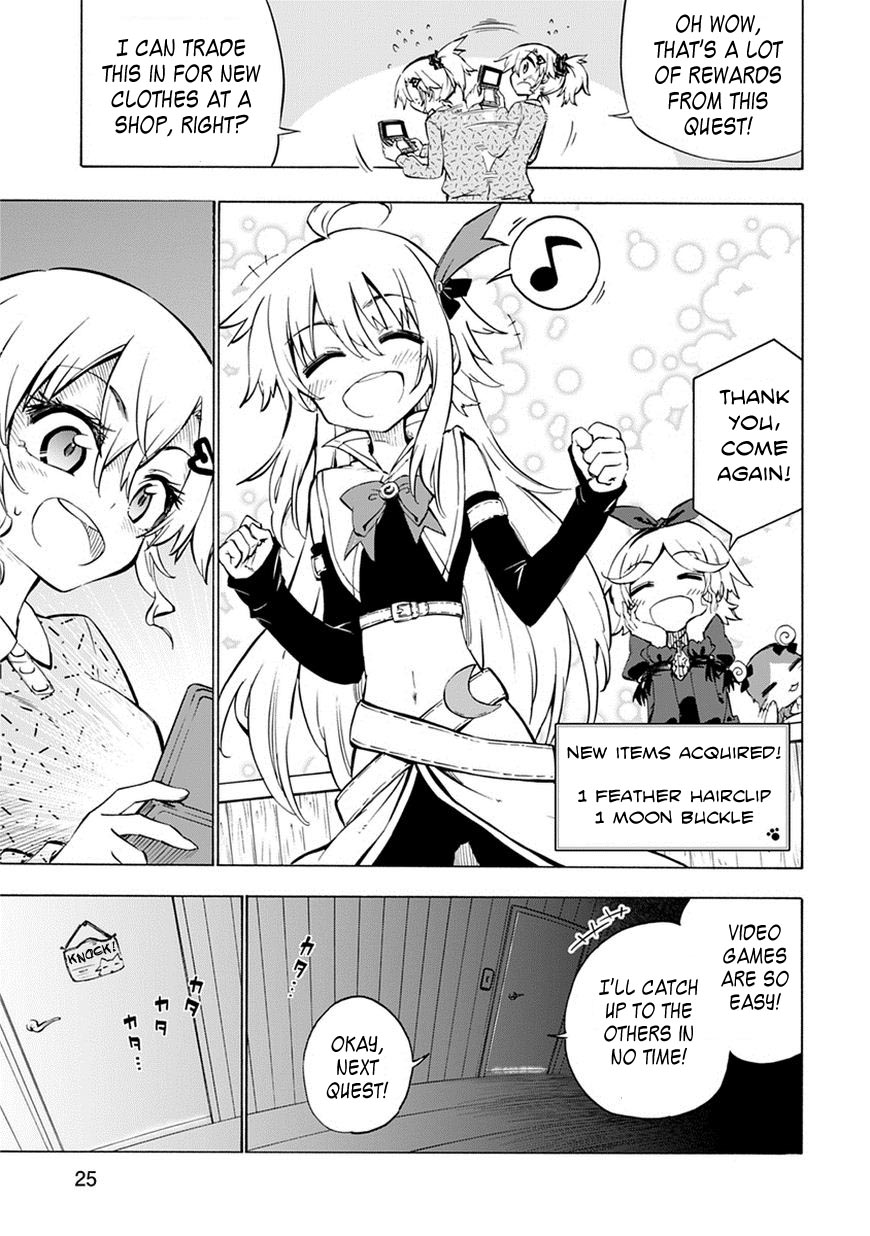 OH WOW,
THAT'S A LOT
OF REWARDS
FROM THIS
QUEST!
I CAN TRADE
THIS IN FOR NEW
CLOTHES AT A
SHOP, RIGHT?
THANK
YOU,
COME
AGAIN!
NEW ITEMS ACQUIRED!
1 FEATHER HAIRCLIP
1 MOON BUCKLE
VIDEO
GAMES
ARE SO
EASY!
I'LL CATCH
UP TO THE
OTHERS IN
NO TIME!
OKAY,
NEXT
QUEST!
カタ…
KNOCK!
カタ…
カタ
カタ
25